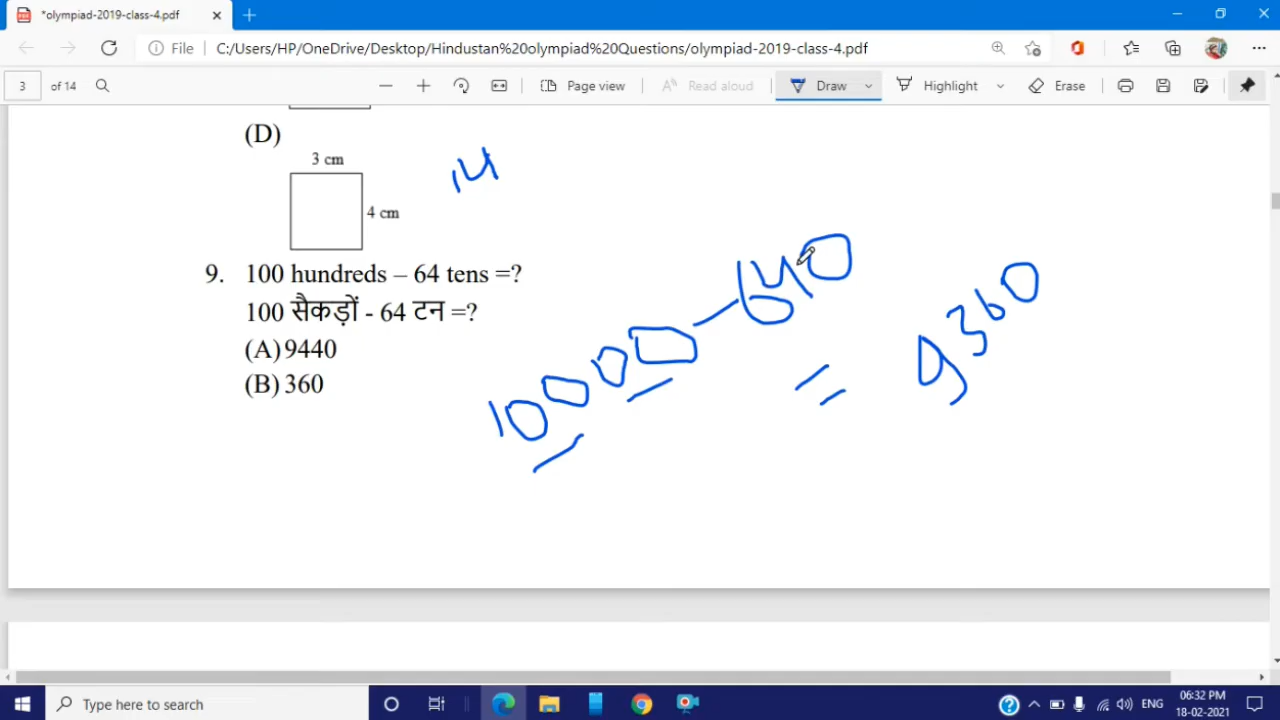 *olympiad-2019-class-4.pdf
File C:/Users/HP/OneDrive/Desktop/Hindustan%20olympiad%20Questions/olympiad-2019-class-4.pdf
3 of 14 Page view Read aloud Draw Highlight Erase
(D)
3 cm
14
4 cm
9. 100 hundreds – 64 tens =?
100 सैकड़ों - 64 टन =?
(A) 9440
(B) 360
10000 - 640
= 9360
Type here to search
ENG
06:32 PM
18-02-2021